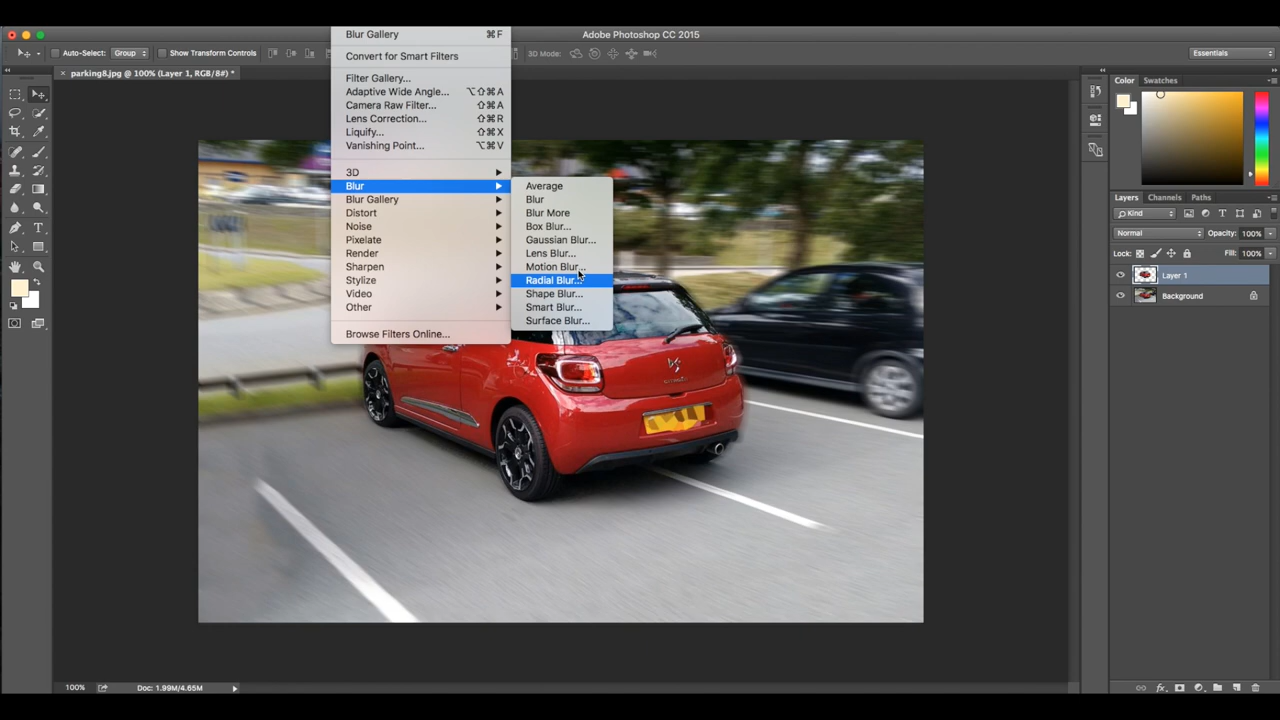 Adobe Photoshop CC 2015
Auto-Select: Group Show Transform Controls 3D Mode: Essentials
× parking8.jpg @ 100% (Layer 1, RGB/8#) *
Blur Gallery ⌘F
Convert for Smart Filters
Filter Gallery...
Adaptive Wide Angle... ⌥⇧⌘A
Camera Raw Filter... ⇧⌘A
Lens Correction... ⇧⌘R
Liquify... ⇧⌘X
Vanishing Point... ⌥⌘V
3D
Blur
Blur Gallery
Distort
Noise
Pixelate
Render
Sharpen
Stylize
Video
Other
Browse Filters Online...
Average
Blur
Blur More
Box Blur...
Gaussian Blur...
Lens Blur...
Motion Blur...
Radial Blur...
Shape Blur...
Smart Blur...
Surface Blur...
Color Swatches
Layers Channels Paths
Kind
Normal Opacity: 100%
Lock: Fill: 100%
Layer 1
Background
fx
100% Doc: 1.99M/4.65M